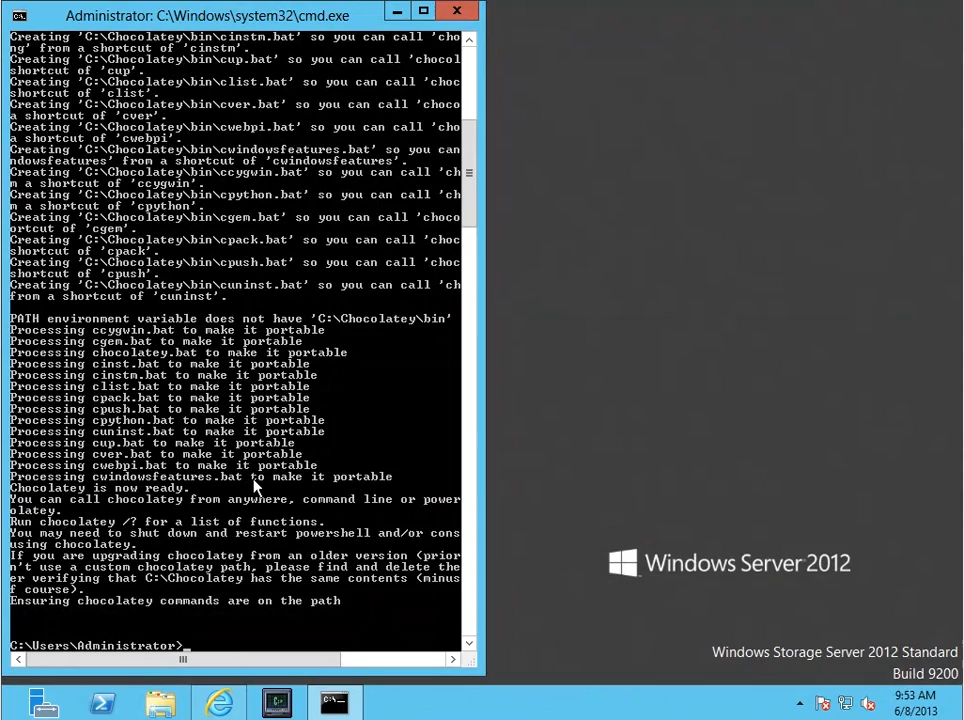 Administrator: C:\Windows\system32\cmd.exe
Creating 'C:\Chocolatey\bin\cinstm.bat' so you can call 'cho
ng' from a shortcut of 'cinstm'.
Creating 'C:\Chocolatey\bin\cup.bat' so you can call 'chocol
shortcut of 'cup'.
Creating 'C:\Chocolatey\bin\clist.bat' so you can call 'choc
shortcut of 'clist'.
Creating 'C:\Chocolatey\bin\cver.bat' so you can call 'choco
a shortcut of 'cver'.
Creating 'C:\Chocolatey\bin\cwebpi.bat' so you can call 'cho
a shortcut of 'cwebpi'.
Creating 'C:\Chocolatey\bin\cwindowsfeatures.bat' so you can
ndowsfeatures' from a shortcut of 'cwindowsfeatures'.
Creating 'C:\Chocolatey\bin\ccygwin.bat' so you can call 'ch
m a shortcut of 'ccygwin'.
Creating 'C:\Chocolatey\bin\cpython.bat' so you can call 'ch
m a shortcut of 'cpython'.
Creating 'C:\Chocolatey\bin\cgem.bat' so you can call 'choco
ortcut of 'cgem'.
Creating 'C:\Chocolatey\bin\cpack.bat' so you can call 'choc
shortcut of 'cpack'.
Creating 'C:\Chocolatey\bin\cpush.bat' so you can call 'choc
shortcut of 'cpush'.
Creating 'C:\Chocolatey\bin\cuninst.bat' so you can call 'ch
from a shortcut of 'cuninst'.
PATH environment variable does not have 'C:\Chocolatey\bin'
Processing ccygwin.bat to make it portable
Processing cgem.bat to make it portable
Processing chocolatey.bat to make it portable
Processing cinst.bat to make it portable
Processing cinstm.bat to make it portable
Processing clist.bat to make it portable
Processing cpack.bat to make it portable
Processing cpush.bat to make it portable
Processing cpython.bat to make it portable
Processing cuninst.bat to make it portable
Processing cup.bat to make it portable
Processing cver.bat to make it portable
Processing cwebpi.bat to make it portable
Processing cwindowsfeatures.bat to make it portable
Chocolatey is now ready.
You can call chocolatey from anywhere, command line or power
olatey.
Run chocolatey /? for a list of functions.
You may need to shut down and restart powershell and/or cons
using chocolatey.
If you are upgrading chocolatey from an older version (prior
n't use a custom chocolatey path, please find and delete the
er verifying that C:\Chocolatey has the same contents (minus
f course).
Ensuring chocolatey commands are on the path
C:\Users\Administrator>_
Windows Server 2012
Windows Storage Server 2012 Standard
Build 9200
9:53 AM
6/8/2013